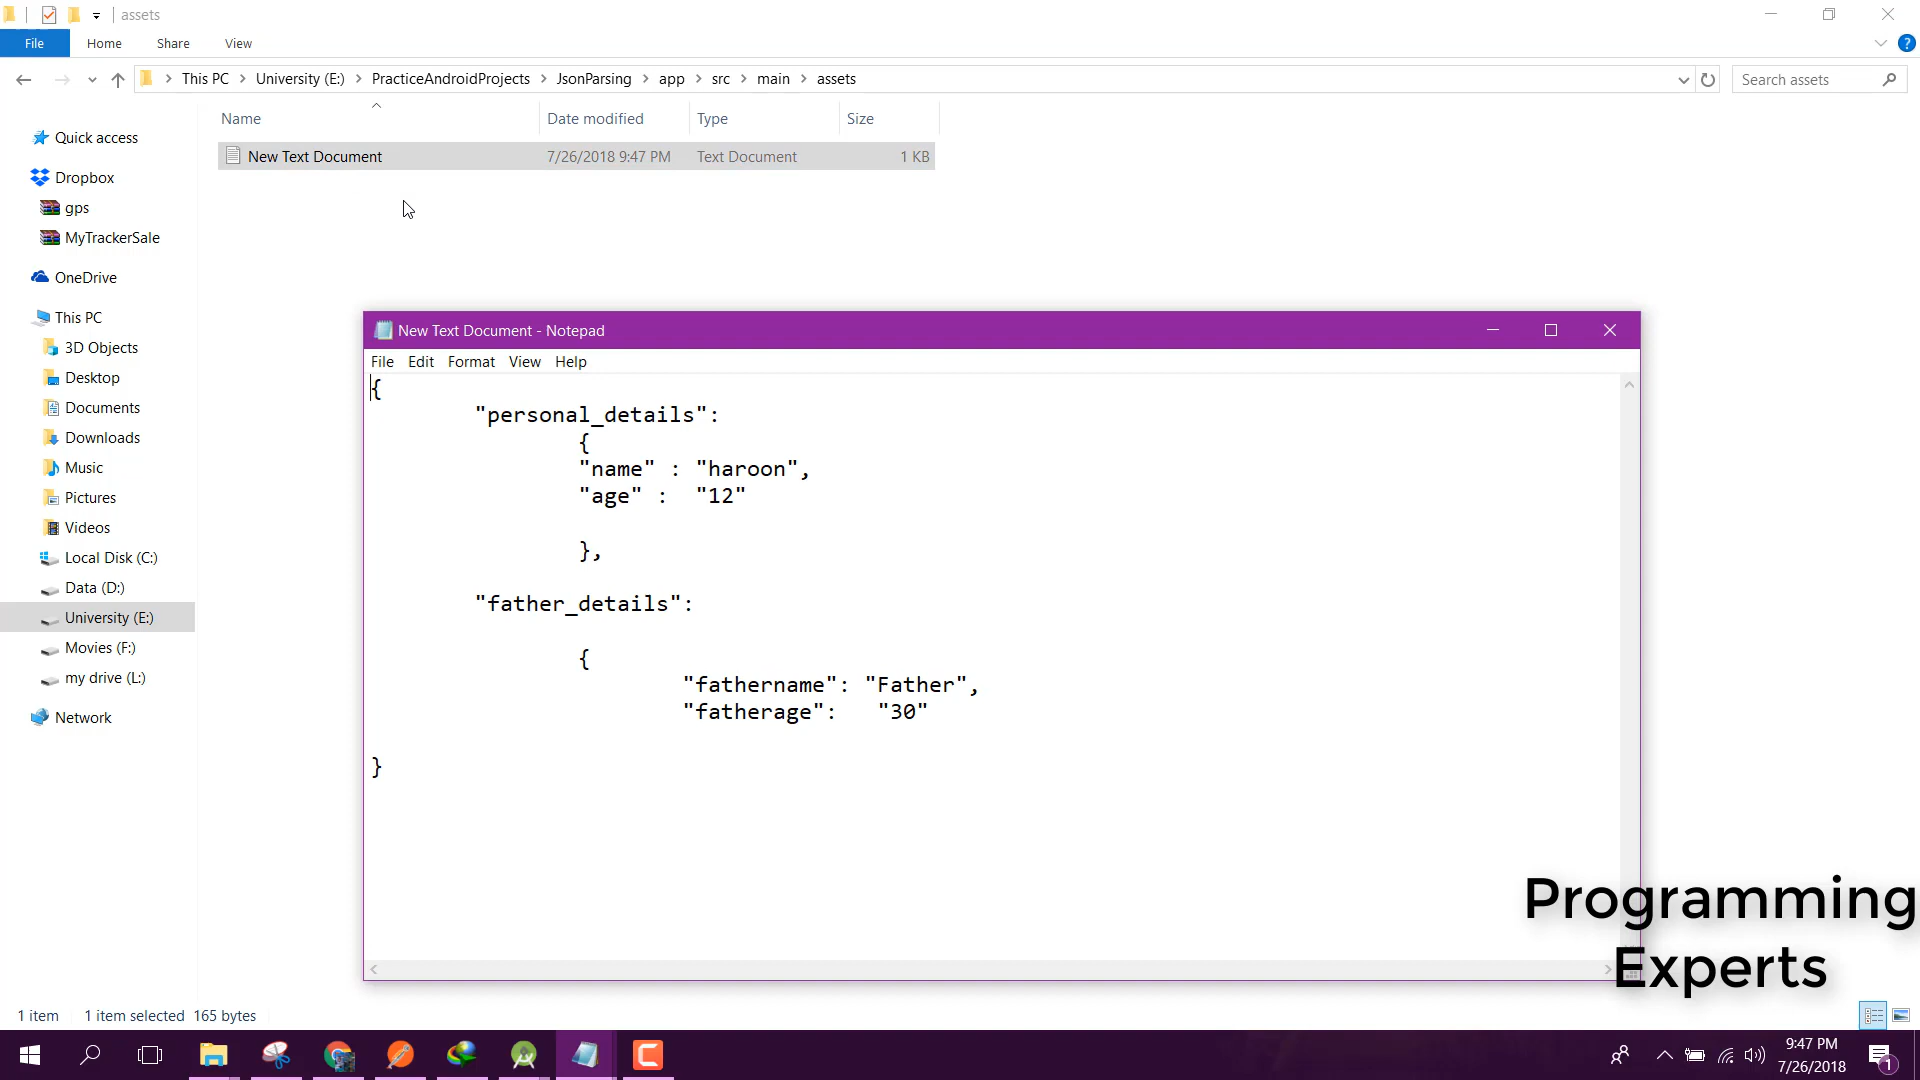 assets
File Home Share View
This PC University (E:) PracticeAndroidProjects JsonParsing app src main assets
Search assets
Name Date modified Type Size
New Text Document 7/26/2018 9:47 PM Text Document 1 KB
Quick access
Dropbox
gps
MyTrackerSale
OneDrive
This PC
3D Objects
Desktop
Documents
Downloads
Music
Pictures
Videos
Local Disk (C:)
Data (D:)
University (E:)
Movies (F:)
my drive (L:)
Network
New Text Document - Notepad
File Edit Format View Help
{
"personal_details":
{
"name" : "haroon",
"age" : "12"
},
"father_details":
{
"fathername": "Father",
"fatherage": "30"
}
Programming
Experts
1 item 1 item selected 165 bytes
9:47 PM
7/26/2018
1